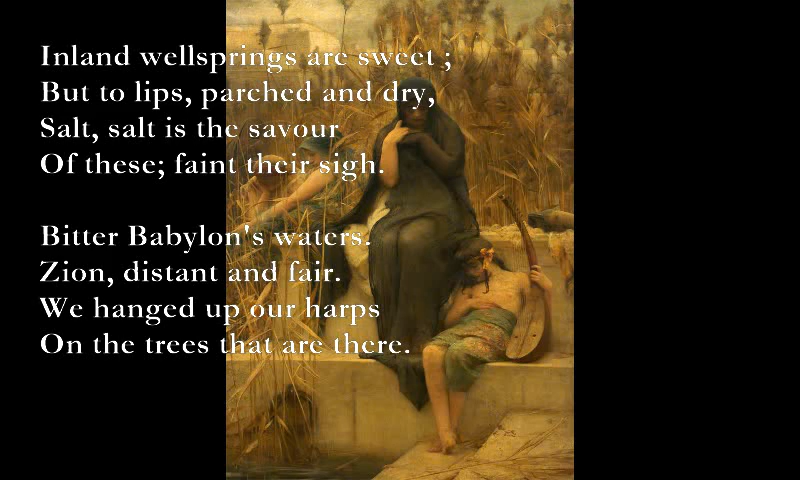 Inland wellsprings are sweet ;
But to lips, parched and dry,
Salt, salt is the savour
Of these; faint their sigh.

Bitter Babylon's waters.
Zion, distant and fair.
We hanged up our harps
On the trees that are there.